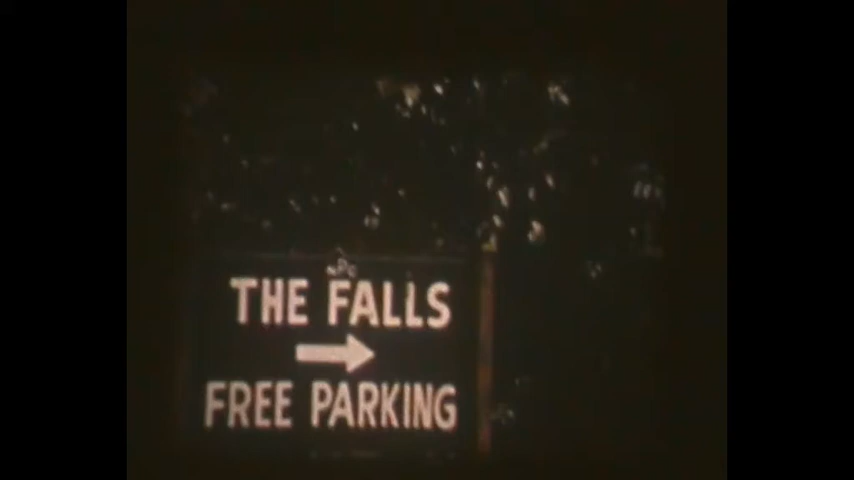 THE FALLS
→
FREE PARKING